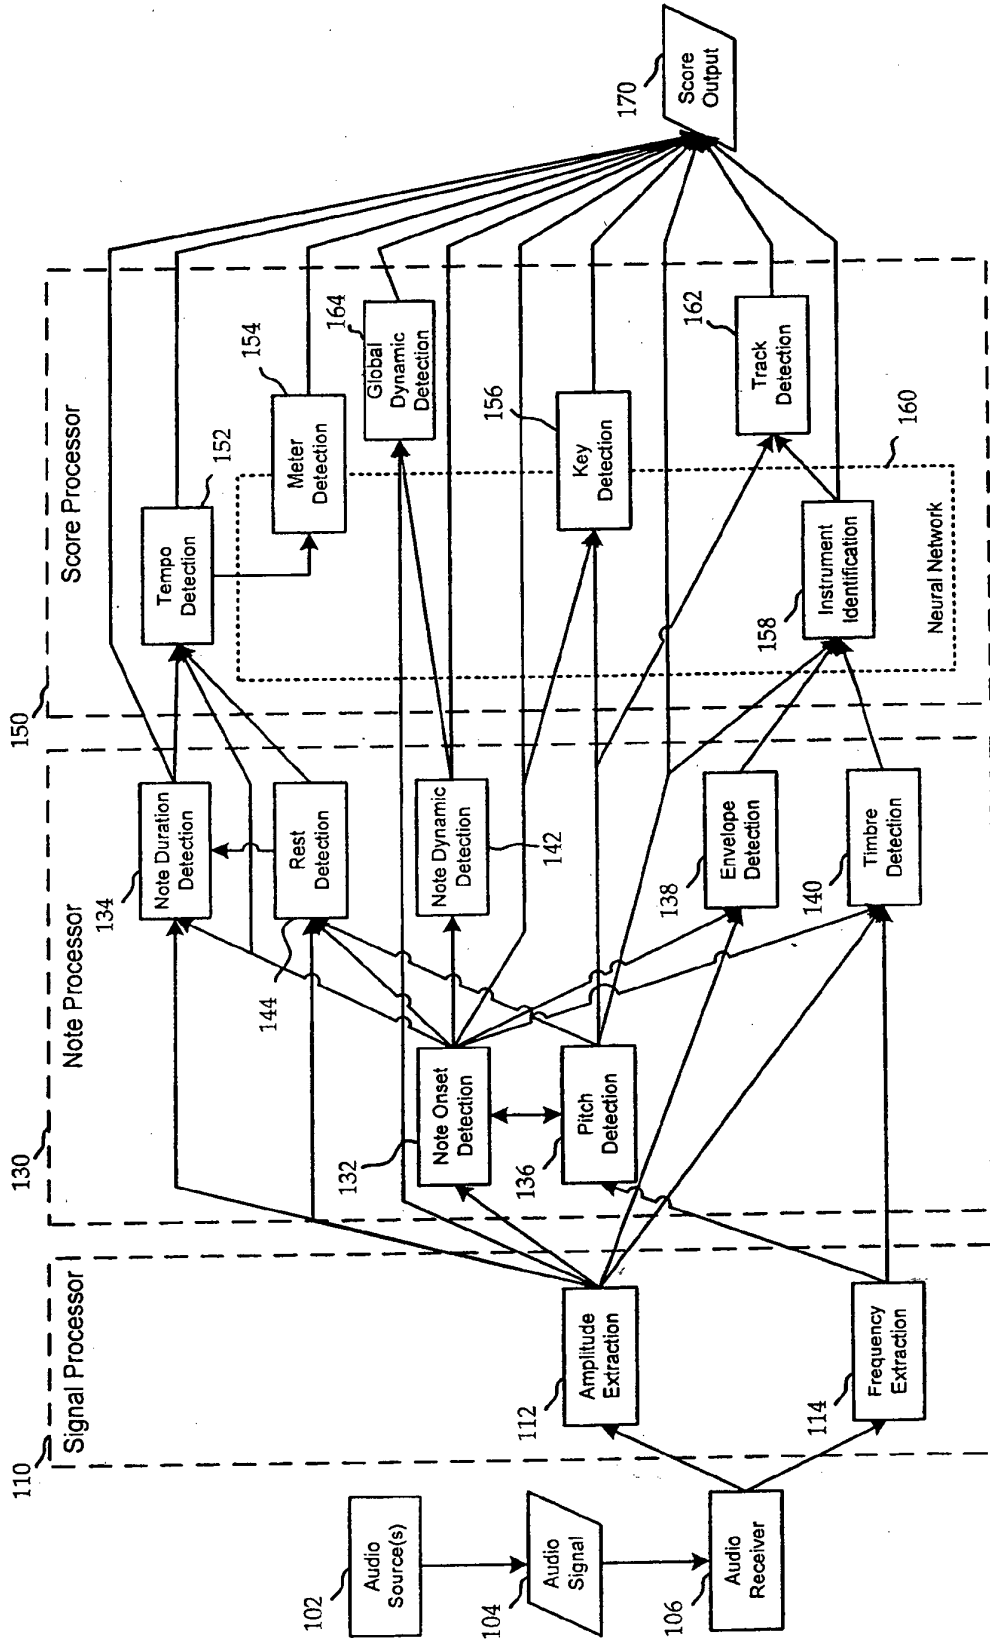 110
Signal Processor
130
Note Processor
150
Score Processor
102
Audio
Source(s)
104
Audio
Signal
106
Audio
Receiver
112
Amplitude
Extraction
114
Frequency
Extraction
134
Note Duration
Detection
144
Rest
Detection
132
Note Onset
Detection
142
Note Dynamic
Detection
136
Pitch
Detection
138
Envelope
Detection
140
Timbre
Detection
152
Tempo
Detection
154
Meter
Detection
164
Global
Dynamic
Detection
156
Key
Detection
162
Track
Detection
158
Instrument
Identification
160
Neural Network
170
Score
Output